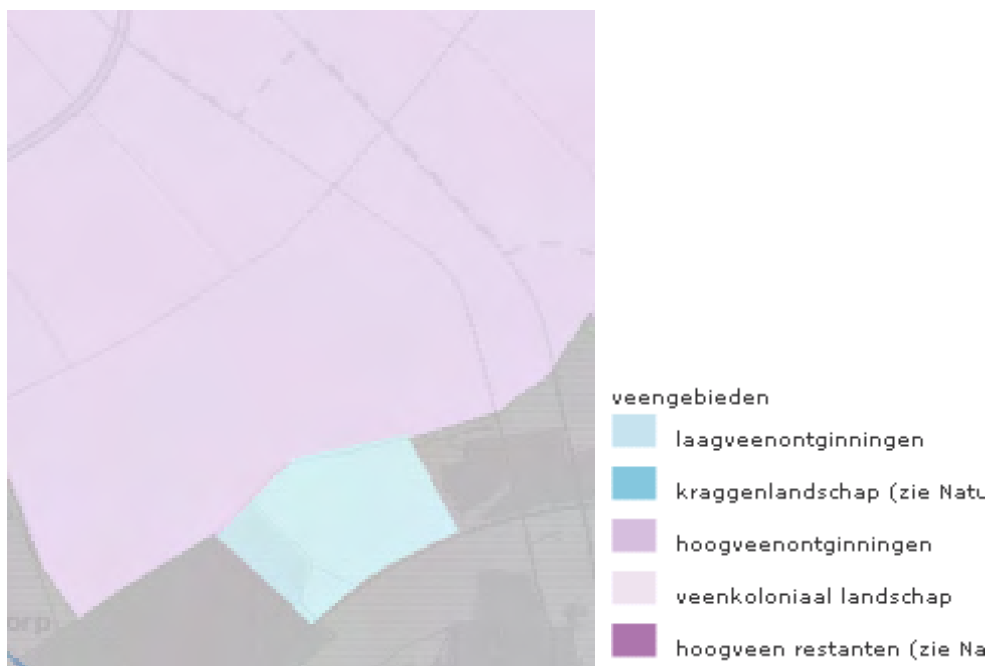 orp
veengebieden
laagveenontginningen
kraggenlandschap (zie Natu
hoogveenontginningen
veenkoloniaal landschap
hoogveen restanten (zie Na